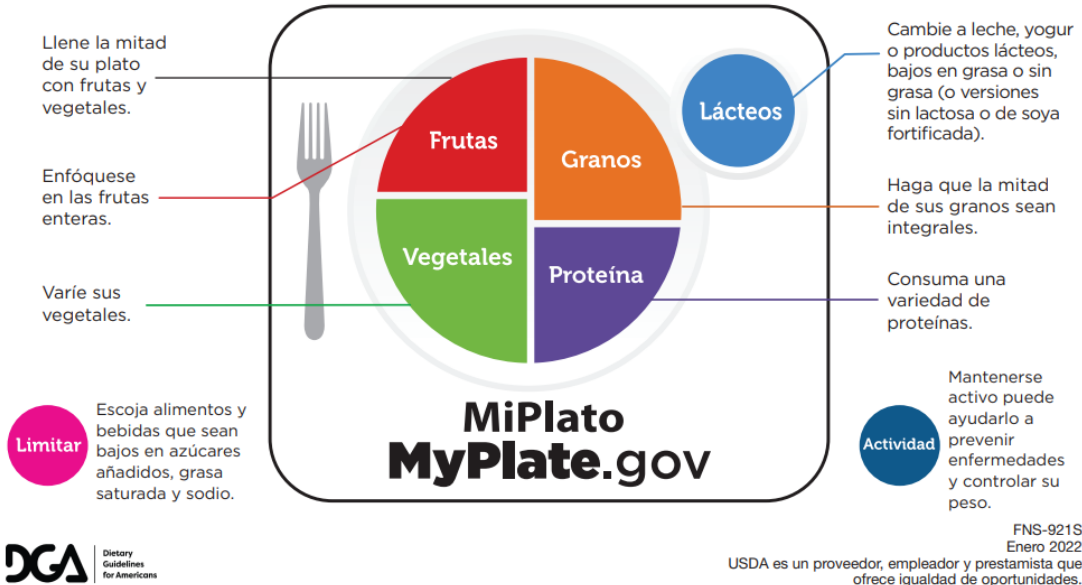 Llene la mitad
de su plato
con frutas y
vegetales.
Enfóquese
en las frutas
enteras.
Varíe sus
vegetales.
Frutas
Granos
Vegetales
Proteína
Lácteos
Cambie a leche, yogur
o productos lácteos,
bajos en grasa o sin
grasa (o versiones
sin lactosa o de soya
fortificada).
Haga que la mitad
de sus granos sean
integrales.
Consuma una
variedad de
proteínas.
MiPlato
MyPlate.gov
Limitar
Escoja alimentos y
bebidas que sean
bajos en azúcares
añadidos, grasa
saturada y sodio.
Actividad
Mantenerse
activo puede
ayudarlo a
prevenir
enfermedades
y controlar su
peso.
DGA
Dietary
Guidelines
for Americans
FNS-921S
Enero 2022
USDA es un proveedor, empleador y prestamista que
ofrece igualdad de oportunidades.